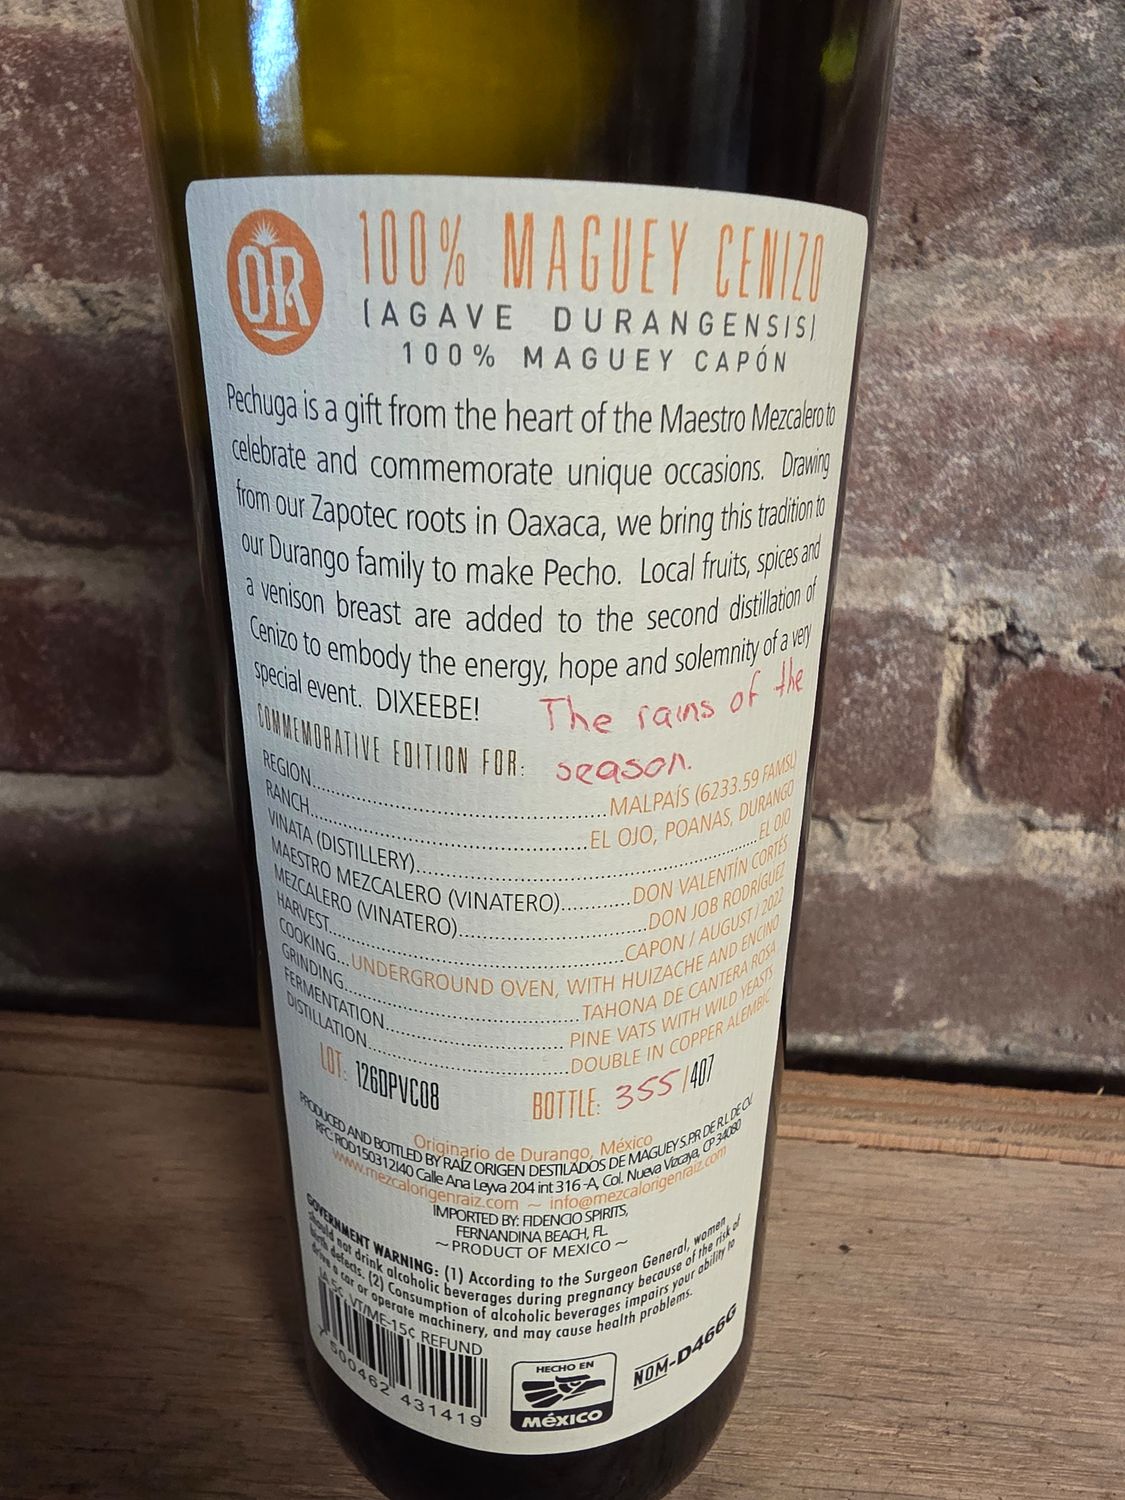 OR
100% MAGUEY CENIZO
(AGAVE DURANGENSIS)
100% MAGUEY CAPÓN
Pechuga is a gift from the heart of the Maestro Mezcalero to
celebrate and commemorate unique occasions. Drawing
from our Zapotec roots in Oaxaca, we bring this tradition to
our Durango family to make Pecho. Local fruits, spices and
a venison breast are added to the second distillation of
Cenizo to embody the energy, hope and solemnity of a very
special event. DIXEEBE!
COMMEMORATIVE EDITION FOR: The rains of the
season.
REGION....................MALPAÍS (6233.59 FAMSL)
RANCH....................EL OJO, POANAS, DURANGO
VINATA (DISTILLERY)....................EL OJO
MAESTRO MEZCALERO (VINATERO)............DON VALENTÍN CORTÉS
MEZCALERO (VINATERO)....................DON JOB RODRÍGUEZ
HARVEST....................CAPON / AUGUST / 2022
COOKING...UNDERGROUND OVEN, WITH HUIZACHE AND ENCINO
GRINDING....................TAHONA DE CANTERA ROSA
FERMENTATION....................PINE VATS WITH WILD YEASTS
DISTILLATION....................DOUBLE IN COPPER ALEMBIC
LOT: 126DPVC08 BOTTLE: 355/407
Originario de Durango, México
PRODUCED AND BOTTLED BY RAÍZ ORIGEN DESTILADOS DE MAGUEY S.PR DE R.I. DE C.V.
RFC: ROD150312I40 Calle Ana Leyva 204 int 316 -A, Col. Nueva Vizcaya, CP 34080
www.mezcalorigenraiz.com ~ info@mezcalorigenraiz.com
IMPORTED BY: FIDENCIO SPIRITS,
FERNANDINA BEACH, FL
~ PRODUCT OF MEXICO ~
GOVERNMENT WARNING: (1) According to the Surgeon General, women
should not drink alcoholic beverages during pregnancy because of the risk of
birth defects. (2) Consumption of alcoholic beverages impairs your ability to
drive a car or operate machinery, and may cause health problems.
IA 5¢, VT/ME-15¢ REFUND
7 500462 431419
HECHO EN
MÉXICO
NOM-D466G